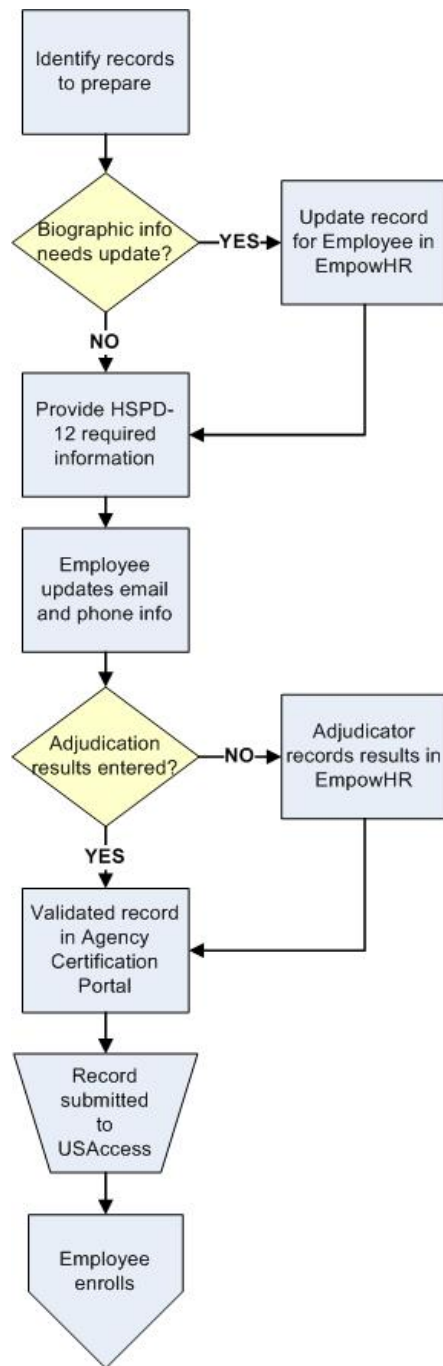 Identify records
to prepare
Biographic info
needs update?
YES
Update record
for Employee in
EmpowHR
NO
Provide HSPD-
12 required
information
Employee
updates email
and phone info
Adjudication
results entered?
NO
Adjudicator
records results in
EmpowHR
YES
Validated record
in Agency
Certification
Portal
Record
submitted
to
USAccess
Employee
enrolls